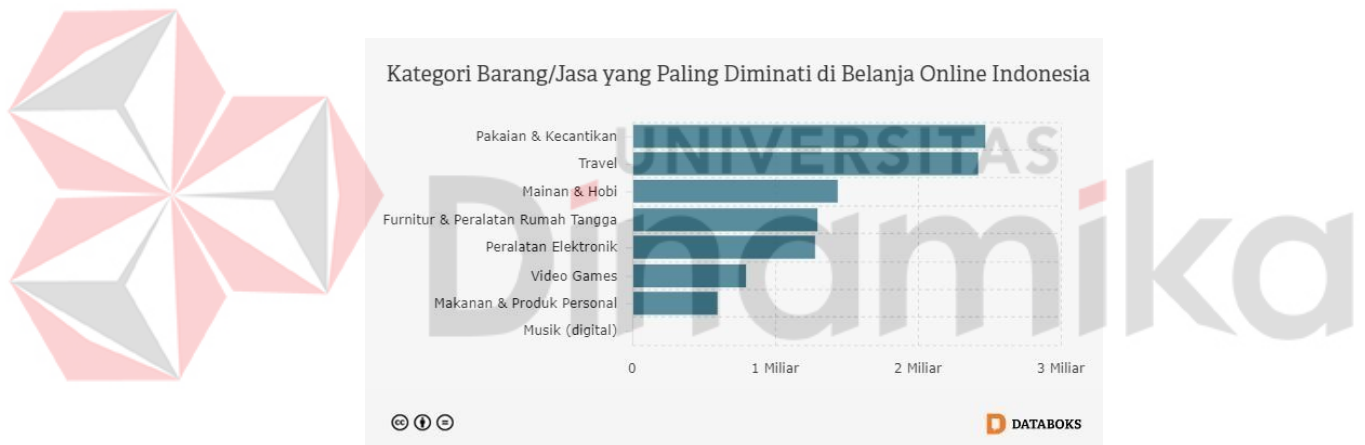 Kategori Barang/Jasa yang Paling Diminati di Belanja Online Indonesia
UNIVERSITAS
Dinamika
Pakaian & Kecantikan
Travel
Mainan & Hobi
Furnitur & Peralatan Rumah Tangga
Peralatan Elektronik
Video Games
Makanan & Produk Personal
Musik (digital)
0 1 Miliar 2 Miliar 3 Miliar
cc
DATABOKS